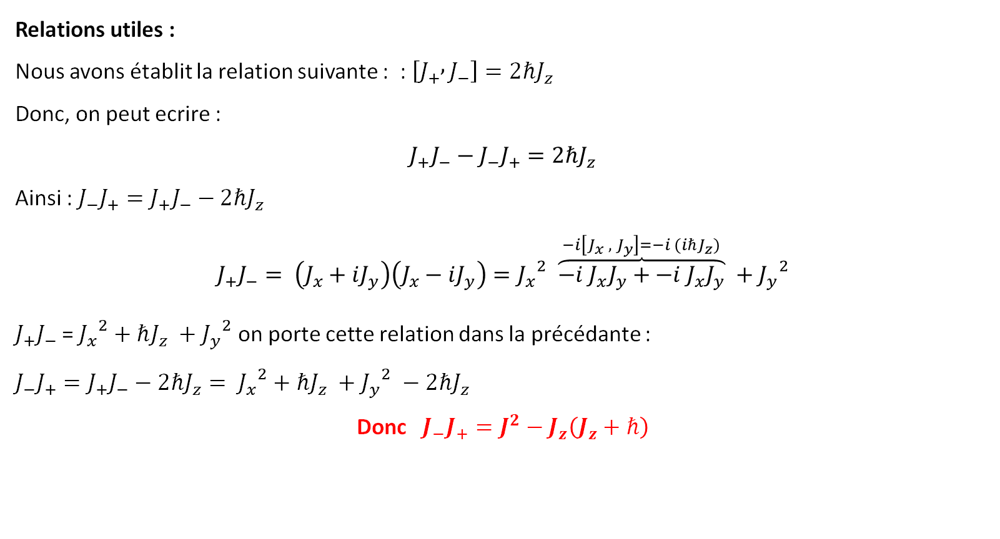 Relations utiles :
Nous avons établit la relation suivante : : [J₊, J₋] = 2ℏJ_z
Donc, on peut ecrire :
J₊J₋ − J₋J₊ = 2ℏJ_z
Ainsi : J₋J₊ = J₊J₋ − 2ℏJ_z
−i[J_x , J_y]=−i (iℏJ_z)
J₊J₋ = (J_x + iJ_y)(J_x − iJ_y) = J_x² −i J_xJ_y + −i J_xJ_y + J_y²
J₊J₋ = J_x² + ℏJ_z + J_y² on porte cette relation dans la précédante :
J₋J₊ = J₊J₋ − 2ℏJ_z = J_x² + ℏJ_z + J_y² − 2ℏJ_z
Donc J₋J₊ = J² − J_z(J_z + ℏ)